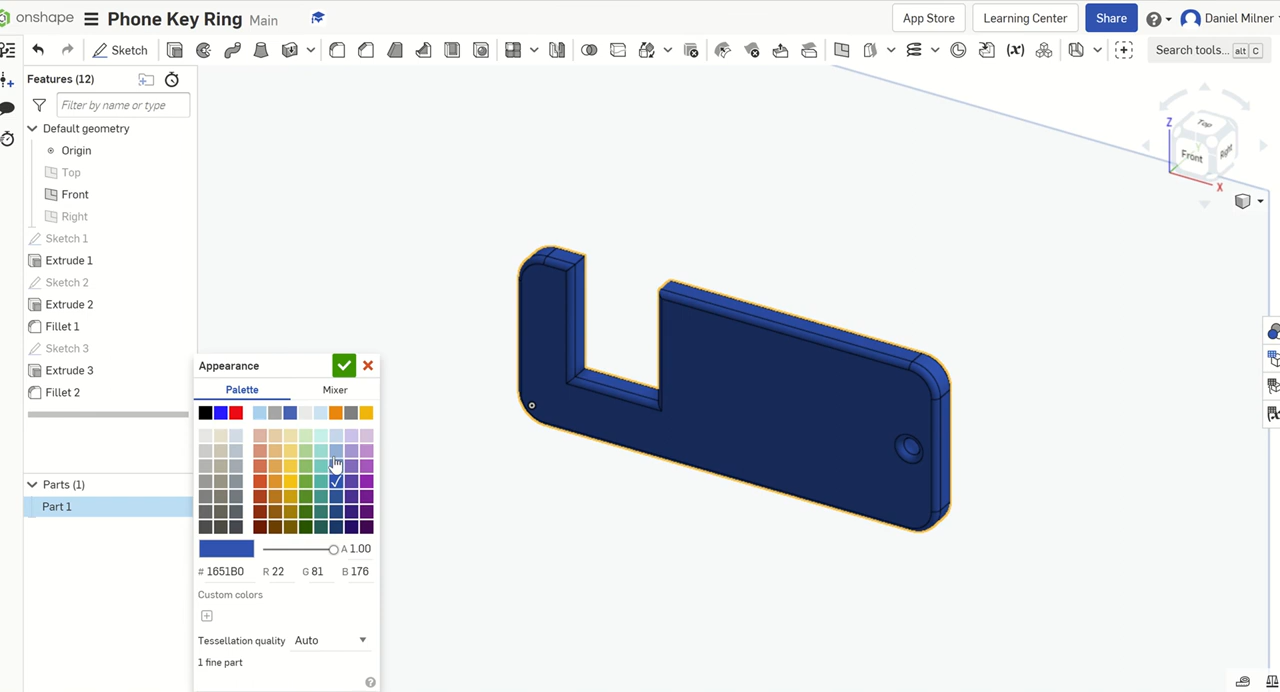 onshape Phone Key Ring Main App Store Learning Center Share Daniel Milner
Sketch Search tools... alt C
Features (12)
Filter by name or type
Default geometry
Origin
Top
Front
Right
Sketch 1
Extrude 1
Sketch 2
Extrude 2
Fillet 1
Sketch 3
Extrude 3
Fillet 2
Parts (1)
Part 1
Appearance
Palette Mixer
A 1.00
# 1651B0 R 22 G 81 B 176
Custom colors
Tessellation quality Auto
1 fine part
Z
Top
Front
Right
X